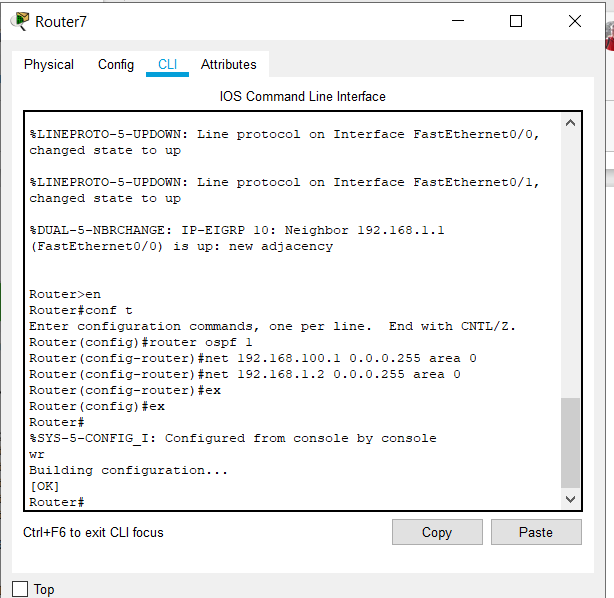 Router7
Physical Config CLI Attributes
IOS Command Line Interface
%LINEPROTO-5-UPDOWN: Line protocol on Interface FastEthernet0/0,
changed state to up
%LINEPROTO-5-UPDOWN: Line protocol on Interface FastEthernet0/1,
changed state to up
%DUAL-5-NBRCHANGE: IP-EIGRP 10: Neighbor 192.168.1.1
(FastEthernet0/0) is up: new adjacency
Router>en
Router#conf t
Enter configuration commands, one per line.  End with CNTL/Z.
Router(config)#router ospf 1
Router(config-router)#net 192.168.100.1 0.0.0.255 area 0
Router(config-router)#net 192.168.1.2 0.0.0.255 area 0
Router(config-router)#ex
Router(config)#ex
Router#
%SYS-5-CONFIG_I: Configured from console by console
wr
Building configuration...
[OK]
Router#
Ctrl+F6 to exit CLI focus
Copy Paste
Top